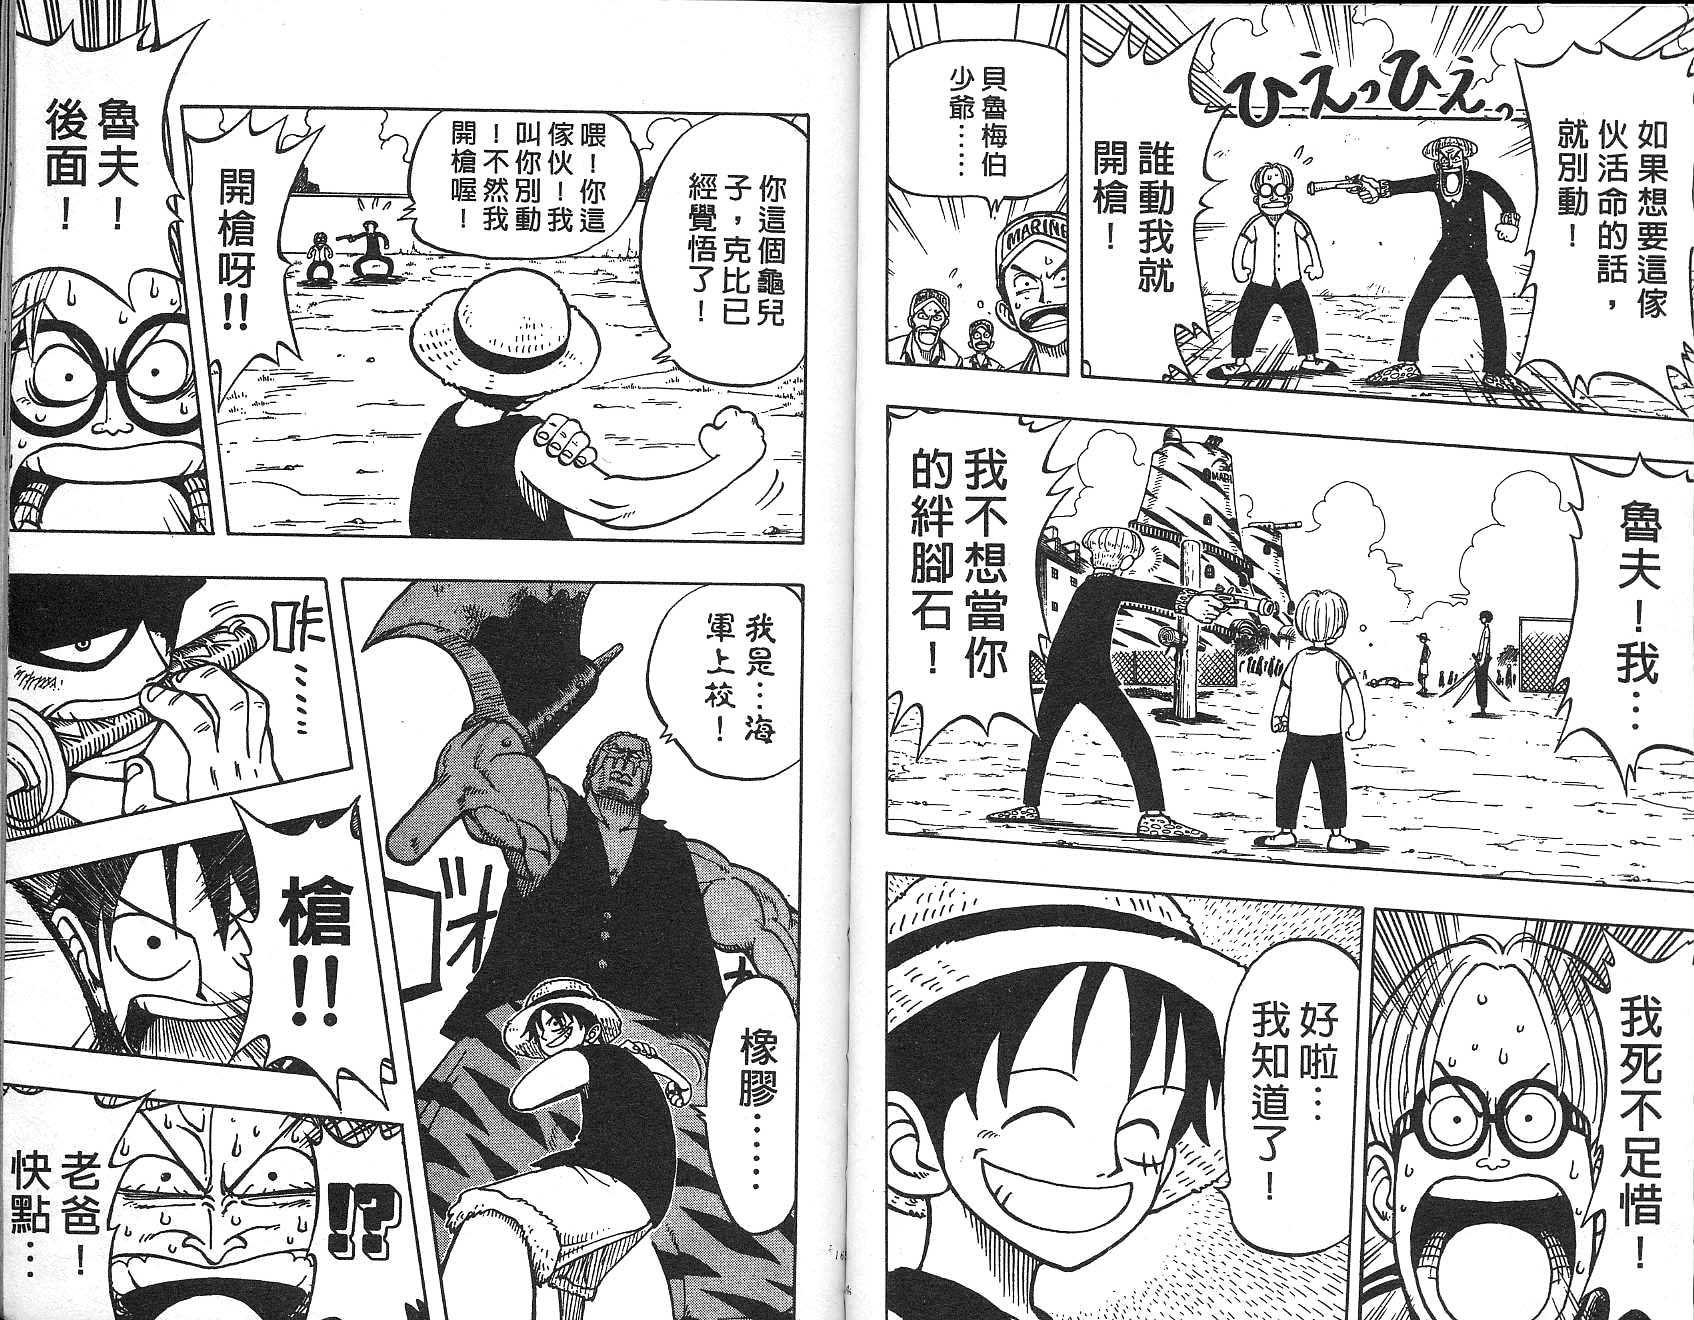 如果想要這傢
伙活命的話，
就別動！
ひえっひえっ
誰動我就
開槍！
貝魯梅伯
少爺……
MARINE
魯夫！我…
我不想當你
的絆腳石！
我死不足惜！
好啦…
我知道了！
你這個龜兒
子，克比已
經覺悟了！
喂！你這
傢伙！我
叫你別動
！不然我
開槍喔！
開槍呀!!
魯夫！
後面！
我是…海
軍上校！
ゴオ
橡膠……
咔……
槍!!
!?
老爸！
快點…